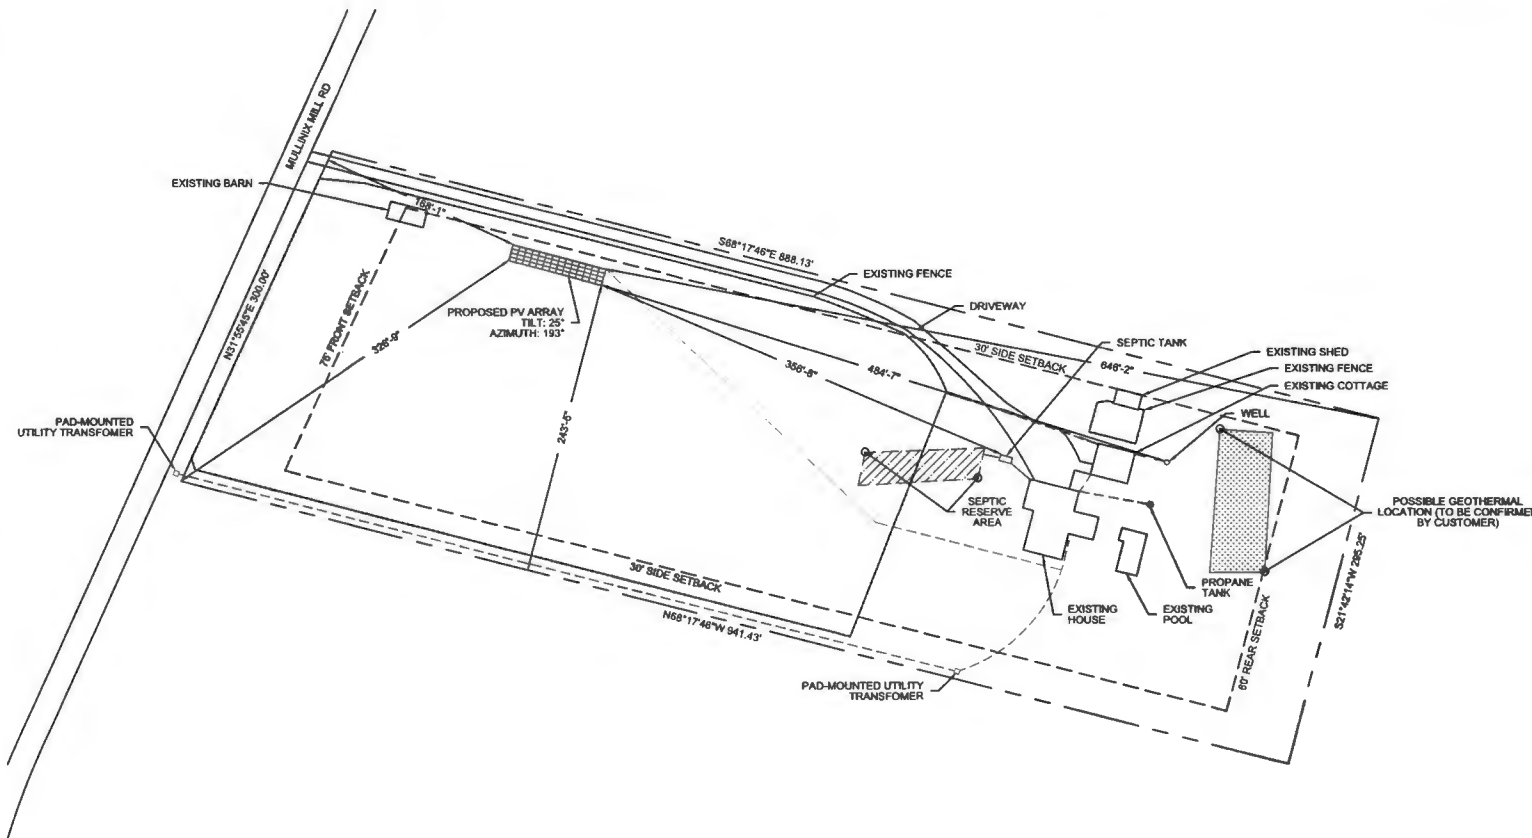 MULLINIX MILL RD
EXISTING BARN
168'-1"
S68°17'46"E 888.13'
EXISTING FENCE
DRIVEWAY
N31°55'45"E 300.00'
76' FRONT SETBACK
326'-9"
PROPOSED PV ARRAY
TILT: 25°
AZIMUTH: 193°
SEPTIC TANK
30' SIDE SETBACK
646'-2"
EXISTING SHED
EXISTING FENCE
EXISTING COTTAGE
WELL
356'-8"
484'-7"
243'-5"
PAD-MOUNTED
UTILITY TRANSFOMER
SEPTIC
RESERVE
AREA
POSSIBLE GEOTHERMAL
LOCATION (TO BE CONFIRMED
BY CUSTOMER)
30' SIDE SETBACK
N68°17'46"W 941.43'
EXISTING
HOUSE
EXISTING
POOL
PROPANE
TANK
60' REAR SETBACK
S21°42'14"W 295.25'
PAD-MOUNTED UTILITY
TRANSFOMER